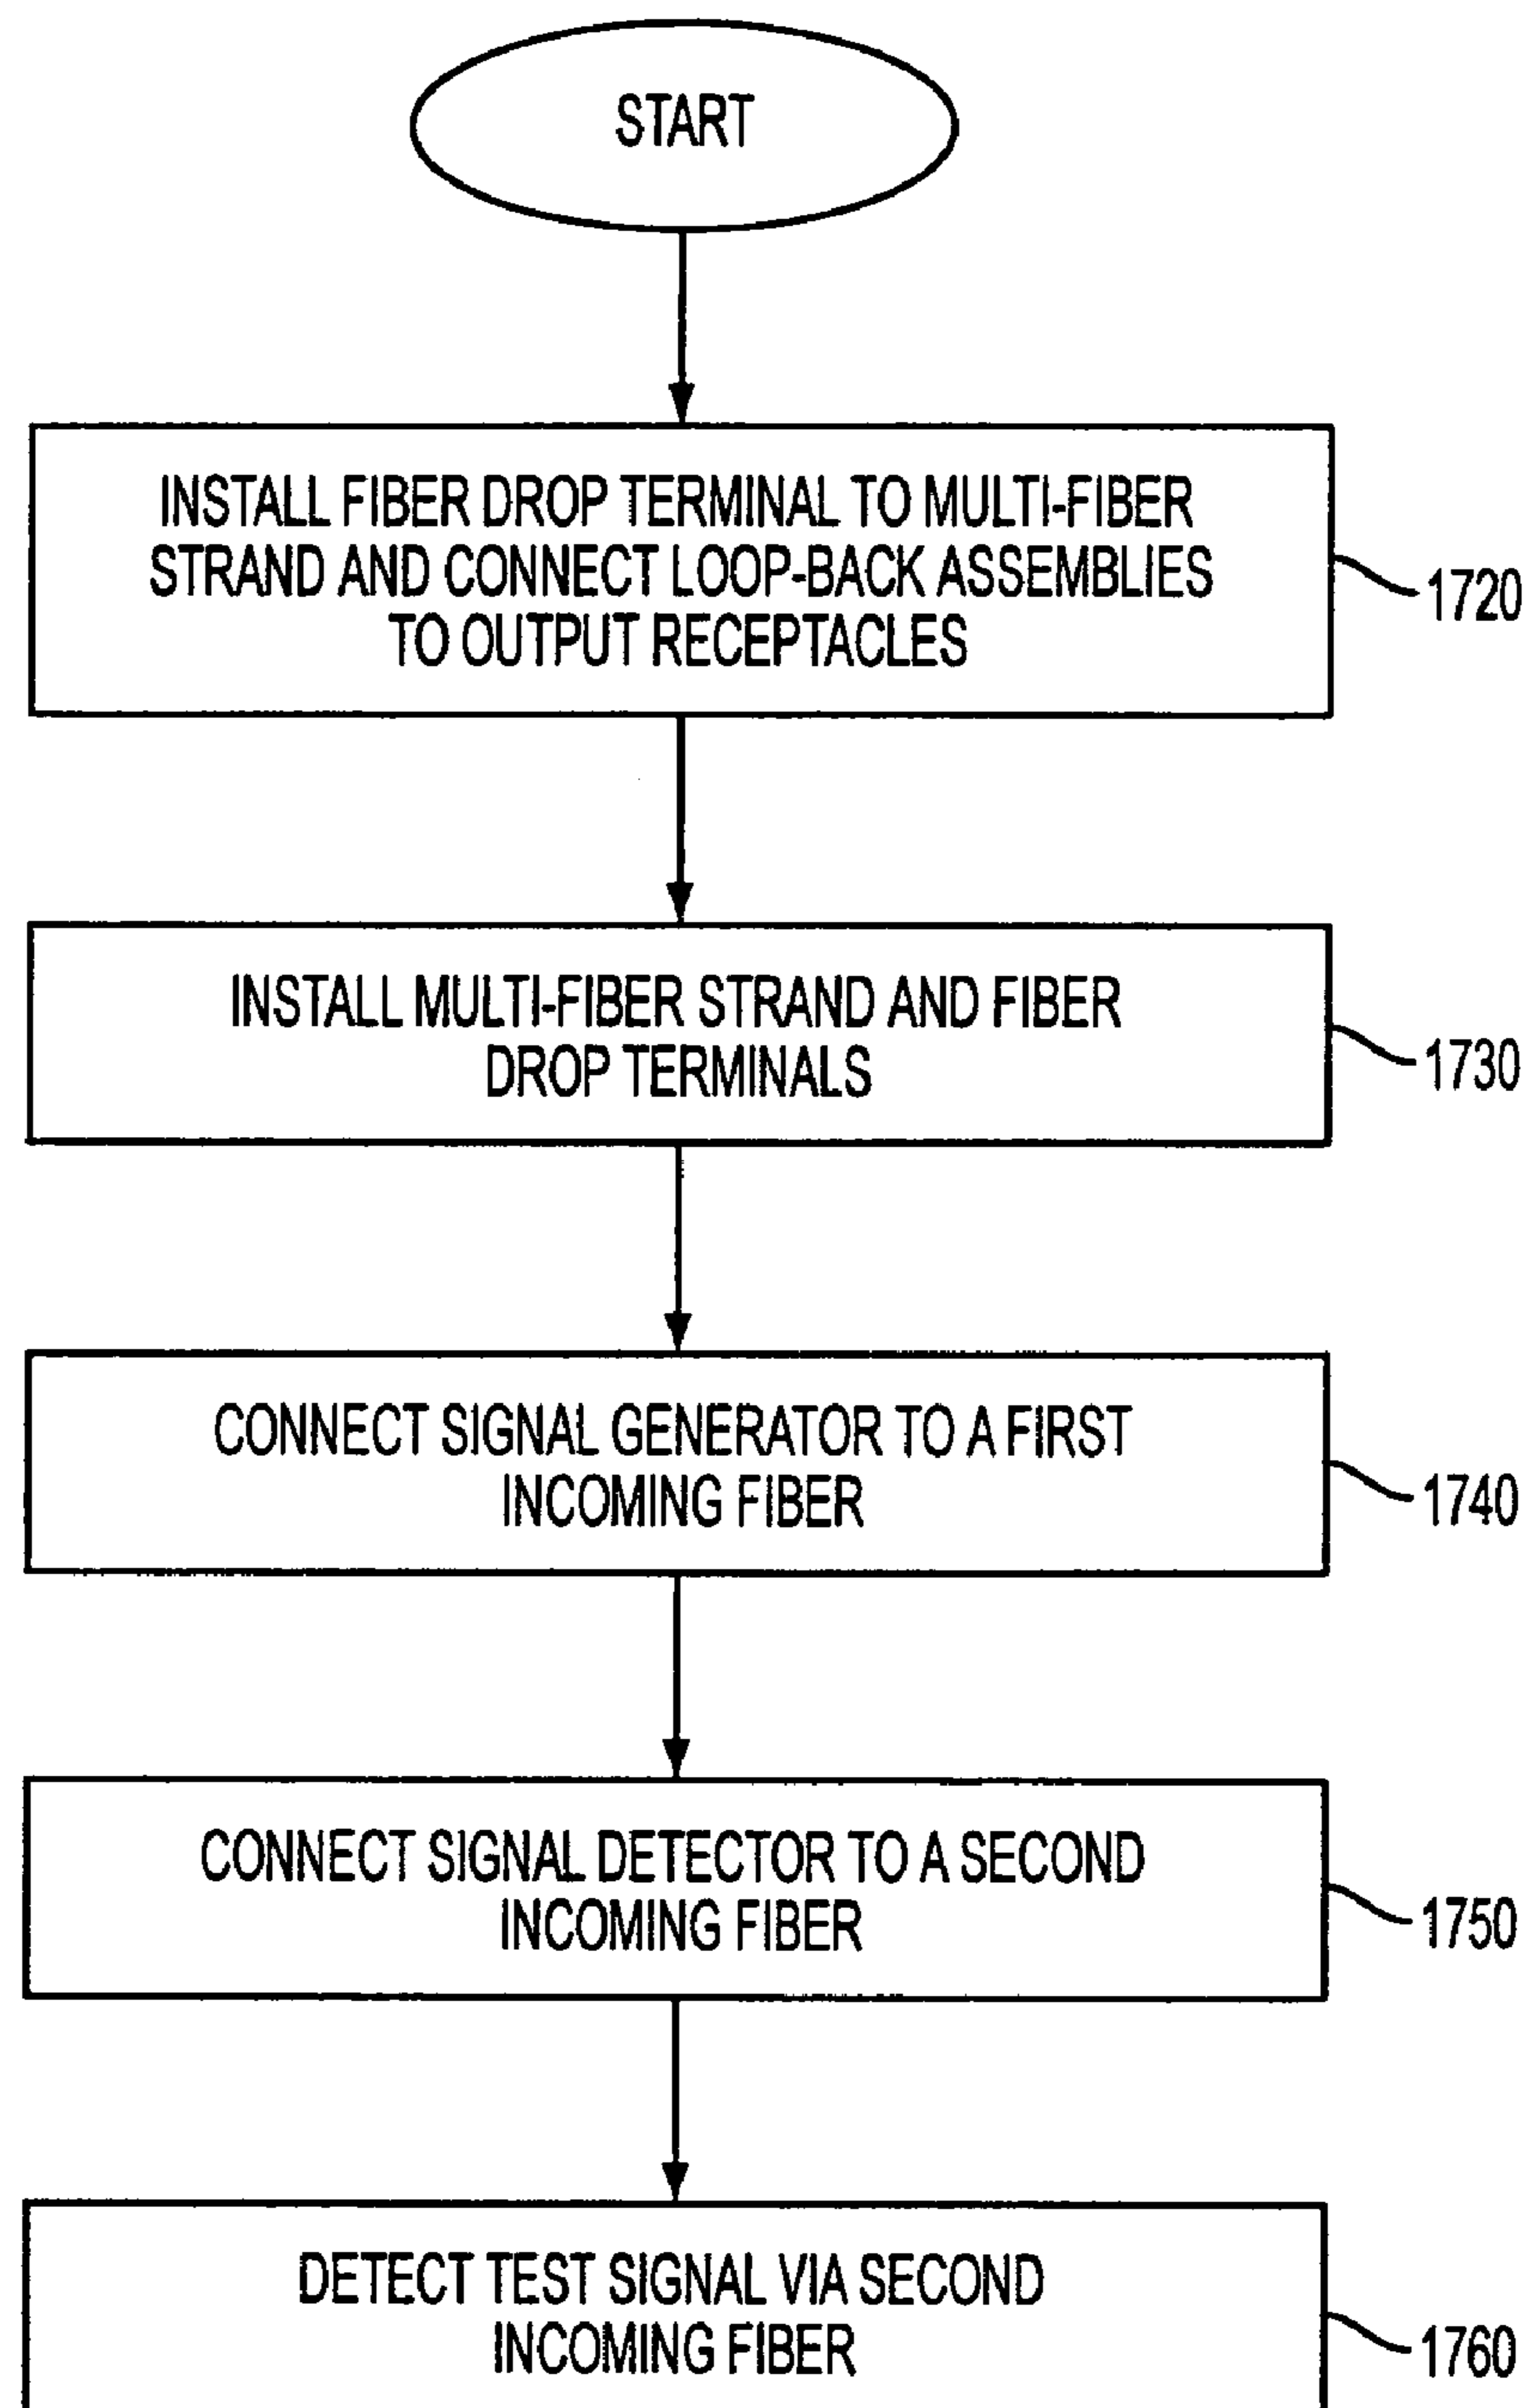 START
INSTALL FIBER DROP TERMINAL TO MULTI-FIBER
STRAND AND CONNECT LOOP-BACK ASSEMBLIES
TO OUTPUT RECEPTACLES
1720
INSTALL MULTI-FIBER STRAND AND FIBER
DROP TERMINALS
1730
CONNECT SIGNAL GENERATOR TO A FIRST
INCOMING FIBER
1740
CONNECT SIGNAL DETECTOR TO A SECOND
INCOMING FIBER
1750
DETECT TEST SIGNAL VIA SECOND
INCOMING FIBER
1760